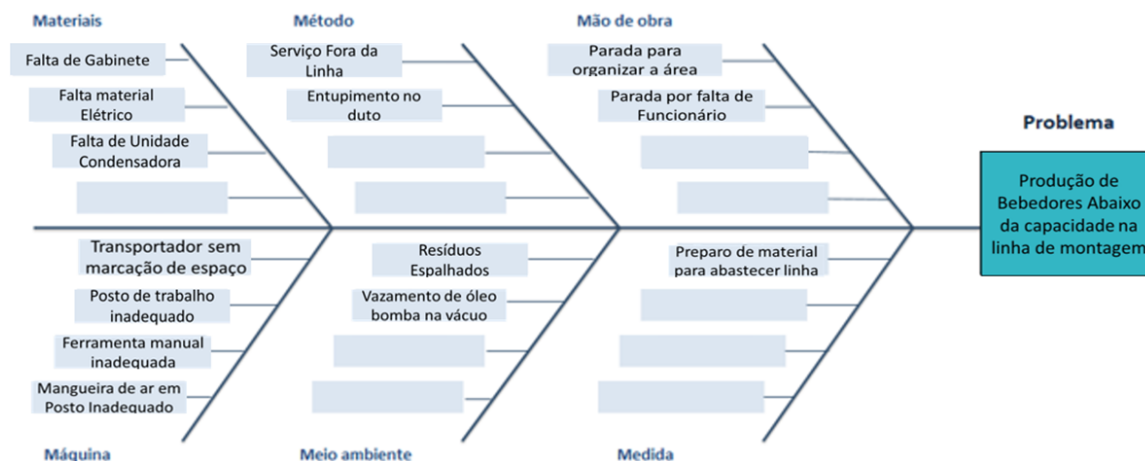 Materiais
Método
Mão de obra
Falta de Gabinete
Serviço Fora da
Linha
Parada para
organizar a área
Falta material
Elétrico
Entupimento no
duto
Parada por falta de
Funcionário
Falta de Unidade
Condensadora
Problema
Produção de
Bebedores Abaixo
da capacidade na
linha de montagem
Transportador sem
marcação de espaço
Resíduos
Espalhados
Preparo de material
para abastecer linha
Posto de trabalho
inadequado
Vazamento de óleo
bomba na vácuo
Ferramenta manual
inadequada
Mangueira de ar em
Posto Inadequado
Máquina
Meio ambiente
Medida